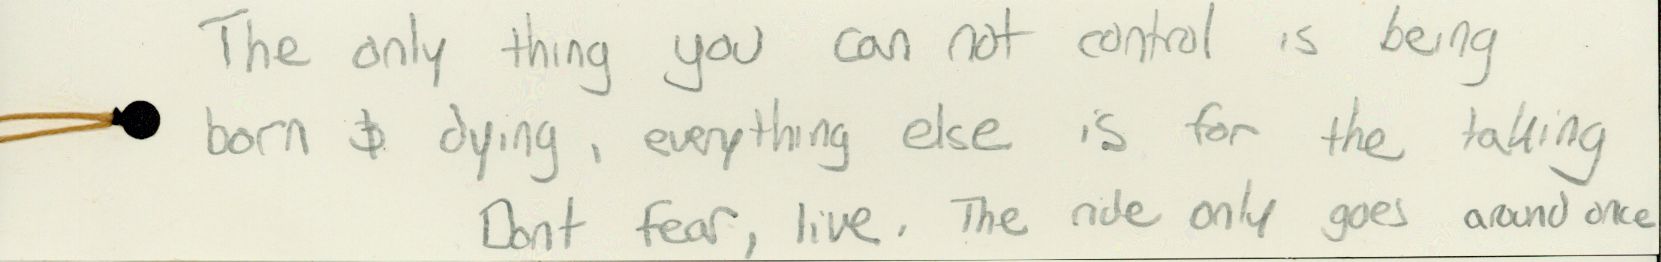 The only thing you can not control is being
born & dying, everything else is for the taking
Dont fear, live. The ride only goes around once